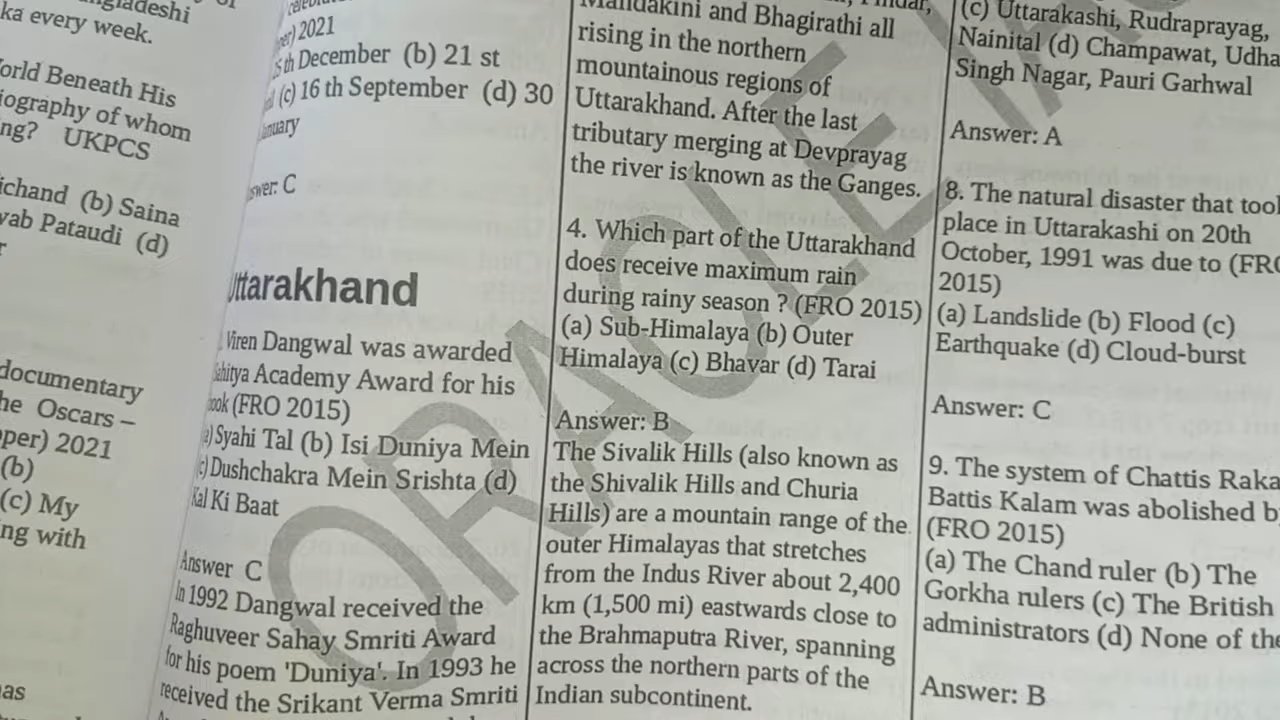 gladeshi
ka every week.
orld Beneath His
iography of whom
ng? UKPCS
ichand (b) Saina
vab Pataudi (d)
r
documentary
he Oscars –
per) 2021
(b)
(c) My
ng with
as
per) 2021
5 th December (b) 21 st
(c) 16 th September (d) 30
anuary
swer: C
Uttarakhand
Viren Dangwal was awarded
Sahitya Academy Award for his
book (FRO 2015)
a) Syahi Tal (b) Isi Duniya Mein
(c) Dushchakra Mein Srishta (d)
Kal Ki Baat
Answer C
In 1992 Dangwal received the
Raghuveer Sahay Smriti Award
for his poem 'Duniya'. In 1993 he
received the Srikant Verma Smriti
Mandakini and Bhagirathi all
rising in the northern
mountainous regions of
Uttarakhand. After the last
tributary merging at Devprayag
the river is known as the Ganges.
4. Which part of the Uttarakhand
does receive maximum rain
during rainy season ? (FRO 2015)
(a) Sub-Himalaya (b) Outer
Himalaya (c) Bhavar (d) Tarai
Answer: B
The Sivalik Hills (also known as
the Shivalik Hills and Churia
Hills) are a mountain range of the
outer Himalayas that stretches
from the Indus River about 2,400
km (1,500 mi) eastwards close to
the Brahmaputra River, spanning
across the northern parts of the
Indian subcontinent.
(c) Uttarakashi, Rudraprayag,
Nainital (d) Champawat, Udha
Singh Nagar, Pauri Garhwal
Answer: A
8. The natural disaster that took
place in Uttarakashi on 20th
October, 1991 was due to (FRO
2015)
(a) Landslide (b) Flood (c)
Earthquake (d) Cloud-burst
Answer: C
9. The system of Chattis Raka
Battis Kalam was abolished b
(FRO 2015)
(a) The Chand ruler (b) The
Gorkha rulers (c) The British
administrators (d) None of the
Answer: B
ORACLE